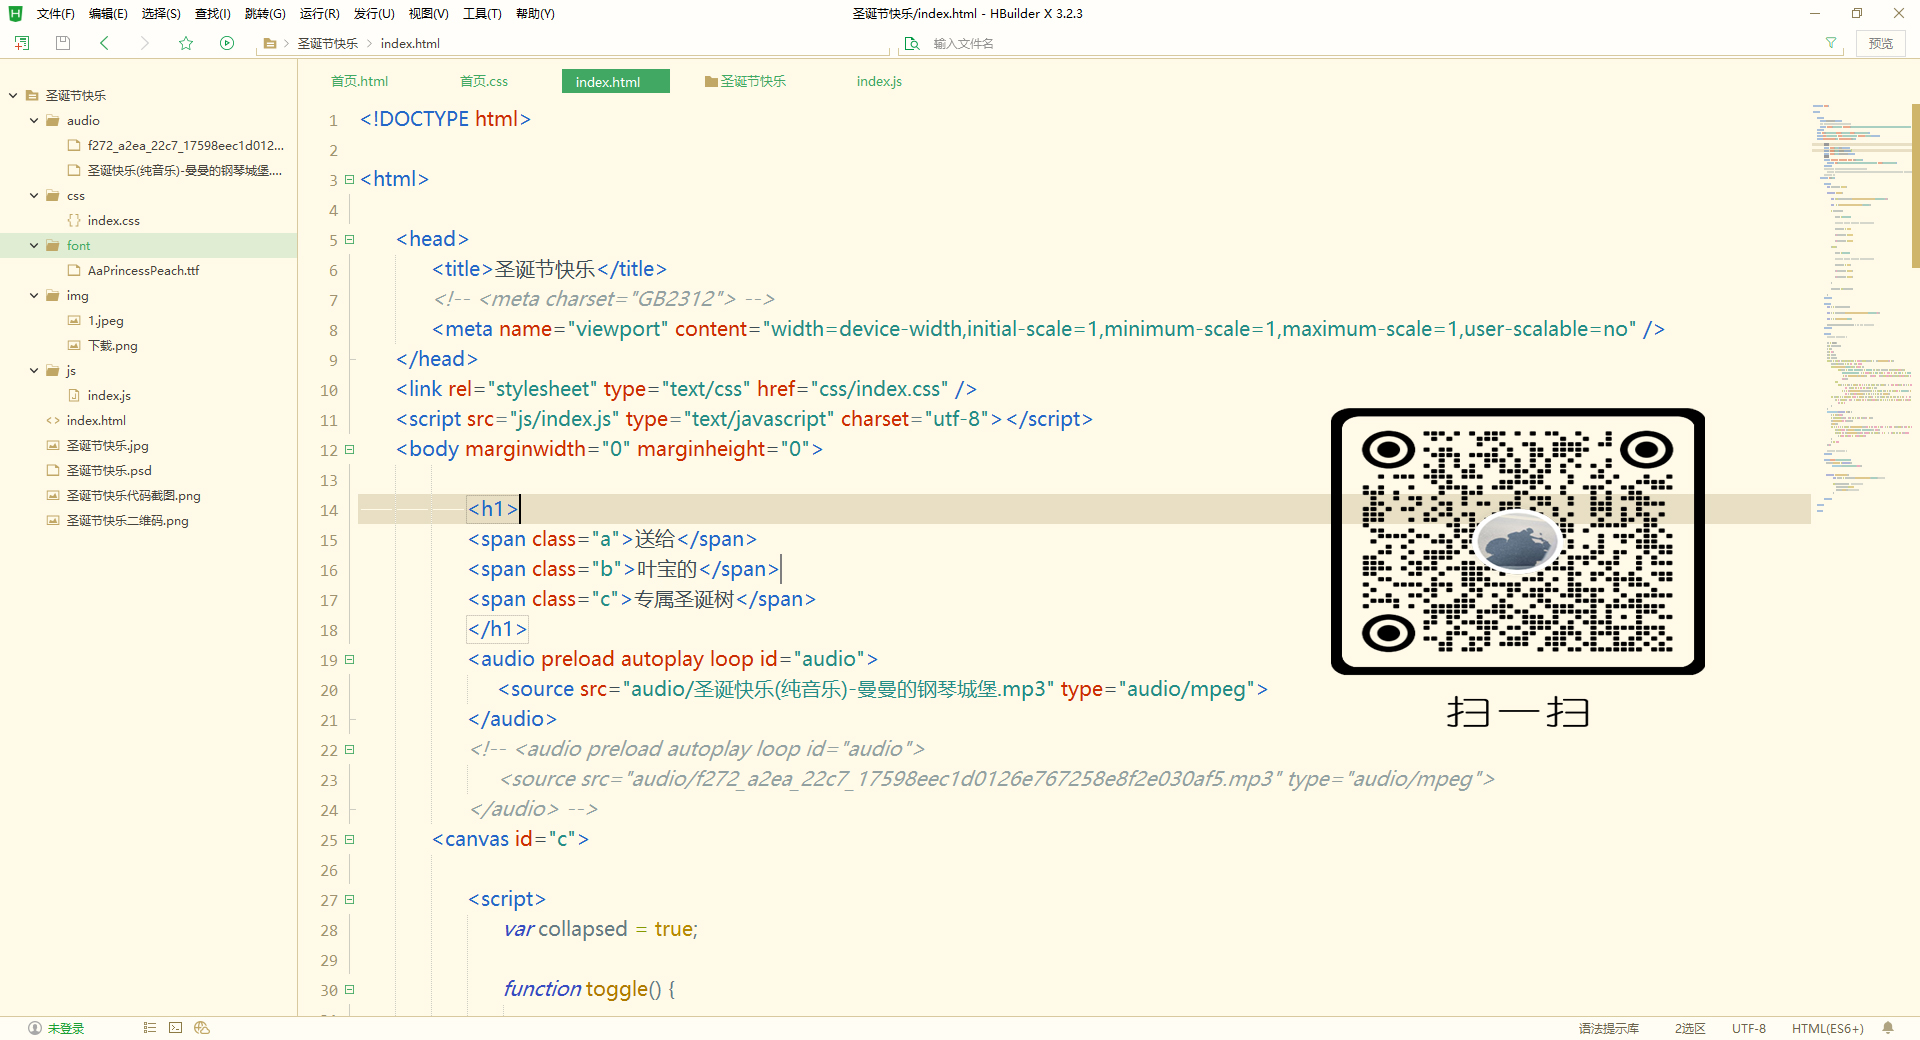 文件(F) 编辑(E) 选择(S) 查找(I) 跳转(G) 运行(R) 发行(U) 视图(V) 工具(T) 帮助(Y) 圣诞节快乐/index.html - HBuilder X 3.2.3
圣诞节快乐 index.html 输入文件名 预览
首页.html 首页.css index.html 圣诞节快乐 index.js
圣诞节快乐
audio
f272_a2ea_22c7_17598eec1d012...
圣诞快乐(纯音乐)-曼曼的钢琴城堡....
css
index.css
font
AaPrincessPeach.ttf
img
1.jpeg
下载.png
js
index.js
index.html
圣诞节快乐.jpg
圣诞节快乐.psd
圣诞节快乐代码截图.png
圣诞节快乐二维码.png
1 <!DOCTYPE html>
2
3 <html>
4
5 <head>
6 <title>圣诞节快乐</title>
7 <!-- <meta charset="GB2312"> -->
8 <meta name="viewport" content="width=device-width,initial-scale=1,minimum-scale=1,maximum-scale=1,user-scalable=no" />
9 </head>
10 <link rel="stylesheet" type="text/css" href="css/index.css" />
11 <script src="js/index.js" type="text/javascript" charset="utf-8"></script>
12 <body marginwidth="0" marginheight="0">
13
14 <h1>
15 <span class="a">送给</span>
16 <span class="b">叶宝的</span>
17 <span class="c">专属圣诞树</span>
18 </h1>
19 <audio preload autoplay loop id="audio">
20 <source src="audio/圣诞快乐(纯音乐)-曼曼的钢琴城堡.mp3" type="audio/mpeg">
21 </audio>
22 <!-- <audio preload autoplay loop id="audio">
23 <source src="audio/f272_a2ea_22c7_17598eec1d0126e767258e8f2e030af5.mp3" type="audio/mpeg">
24 </audio> -->
25 <canvas id="c">
26
27 <script>
28 var collapsed = true;
29
30 function toggle() {
扫一扫
未登录 语法提示库 2选区 UTF-8 HTML(ES6+)